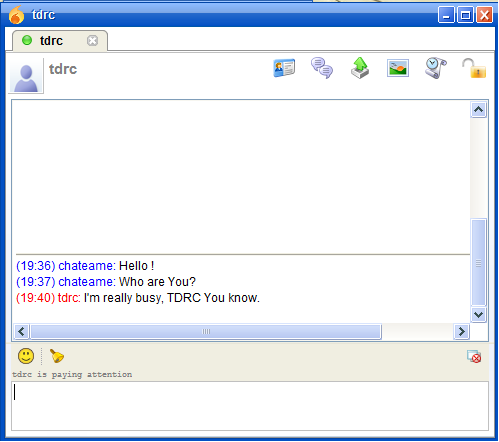 tdrc
tdrc
tdrc
(19:36) chateame: Hello !
(19:37) chateame: Who are You?
(19:40) tdrc: I'm really busy, TDRC You know.
tdrc is paying attention